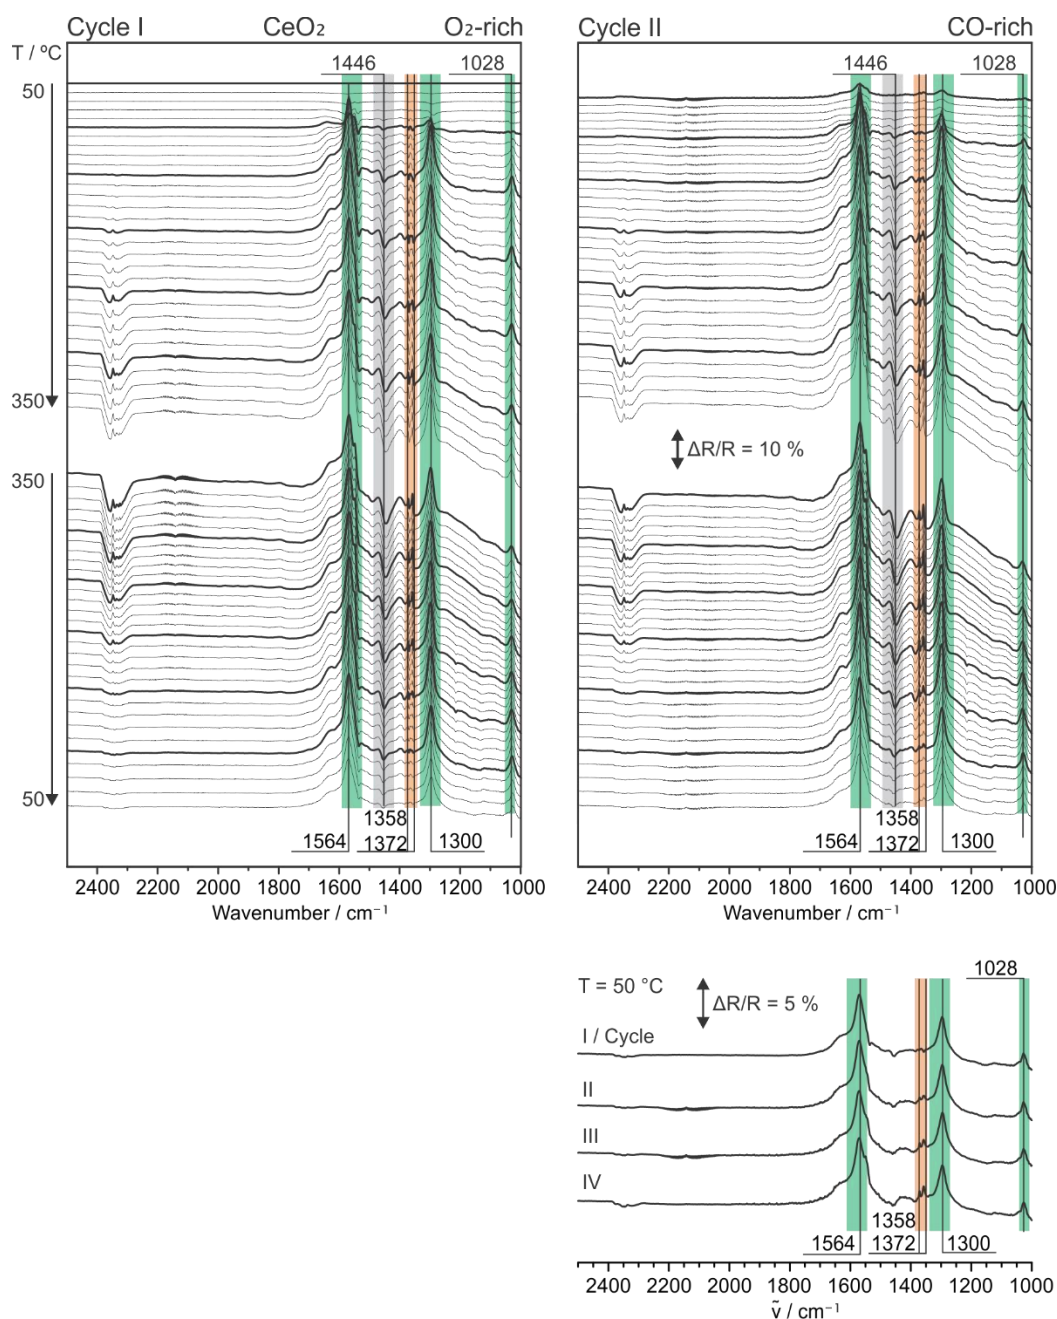 Cycle I CeO₂ O₂-rich
Cycle II CO-rich
T / ºC
1446 1028
1446 1028
50
350
ΔR/R = 10 %
350
50
1358
1564 1372 1300
1358
1564 1372 1300
2400 2200 2000 1800 1600 1400 1200 1000
Wavenumber / cm⁻¹
2400 2200 2000 1800 1600 1400 1200 1000
Wavenumber / cm⁻¹
1028
T = 50 °C
ΔR/R = 5 %
I / Cycle
II
III
IV
1358
1564 1372 1300
2400 2200 2000 1800 1600 1400 1200 1000
ṽ / cm⁻¹